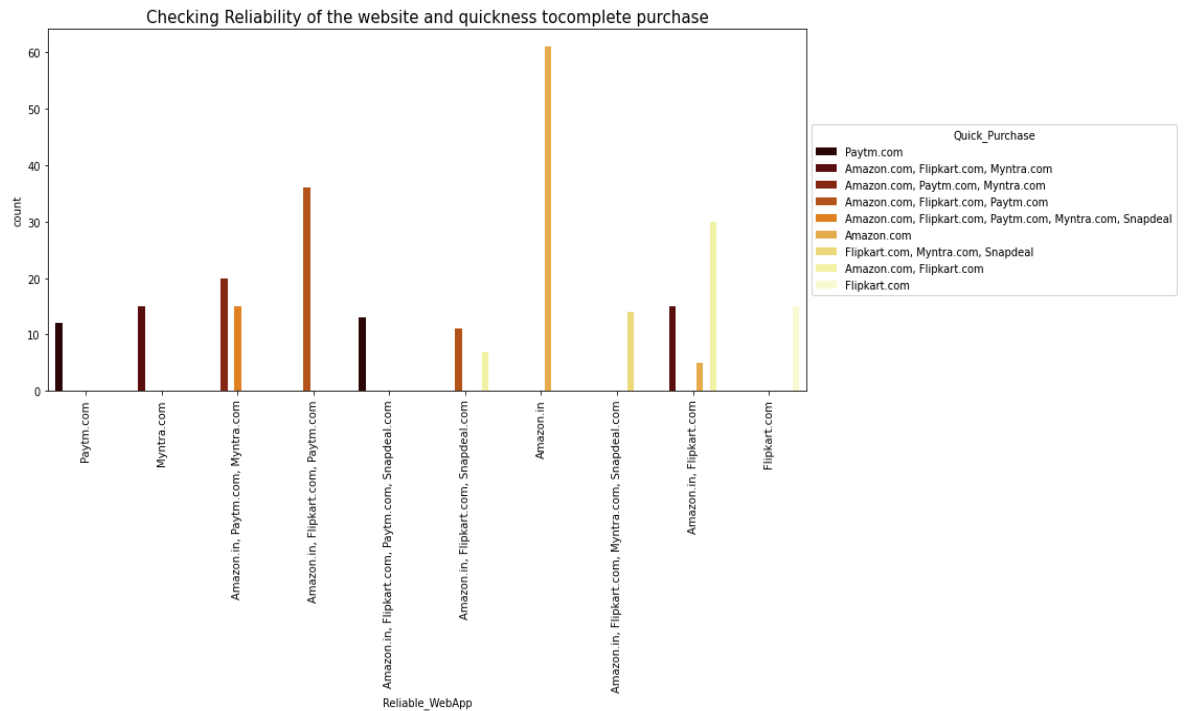 Checking Reliability of the website and quickness tocomplete purchase
count
60
50
40
30
20
10
0
Paytm.com
Myntra.com
Amazon.in, Paytm.com, Myntra.com
Amazon.in, Flipkart.com, Paytm.com
Amazon.in, Flipkart.com, Paytm.com, Snapdeal.com
Amazon.in, Flipkart.com, Snapdeal.com
Amazon.in
Amazon.in, Flipkart.com, Myntra.com, Snapdeal.com
Amazon.in, Flipkart.com
Flipkart.com
Reliable_WebApp
Quick_Purchase
Paytm.com
Amazon.com, Flipkart.com, Myntra.com
Amazon.com, Paytm.com, Myntra.com
Amazon.com, Flipkart.com, Paytm.com
Amazon.com, Flipkart.com, Paytm.com, Myntra.com, Snapdeal
Amazon.com
Flipkart.com, Myntra.com, Snapdeal
Amazon.com, Flipkart.com
Flipkart.com